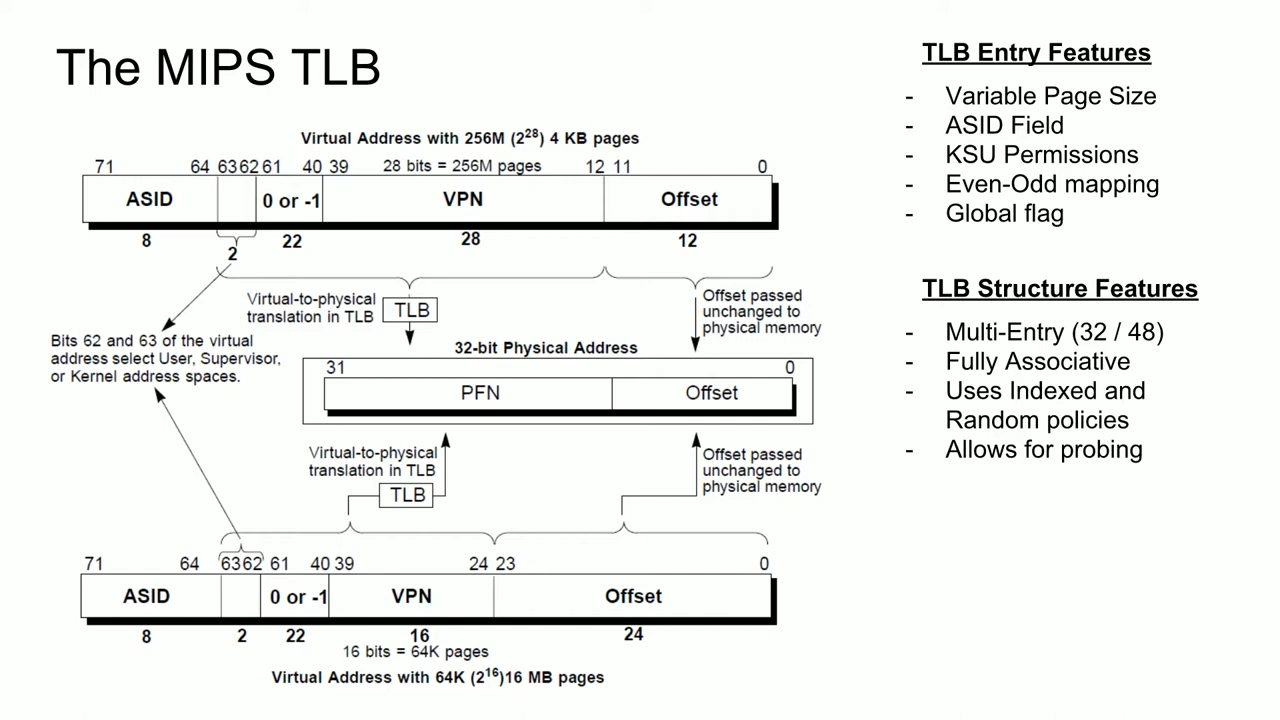 The MIPS TLB
Virtual Address with 256M (2^28) 4 KB pages
71 64 63 62 61 40 39 28 bits = 256M pages 12 11 0
ASID 0 or -1 VPN Offset
8 2 22 28 12
Virtual-to-physical
translation in TLB
TLB
Offset passed
unchanged to
physical memory
Bits 62 and 63 of the virtual
address select User, Supervisor,
or Kernel address spaces.
32-bit Physical Address
31 0
PFN Offset
Virtual-to-physical
translation in TLB
TLB
Offset passed
unchanged to
physical memory
71 64 63 62 61 40 39 24 23 0
ASID 0 or -1 VPN Offset
8 2 22 16 24
16 bits = 64K pages
Virtual Address with 64K (2^16)16 MB pages
TLB Entry Features
- Variable Page Size
- ASID Field
- KSU Permissions
- Even-Odd mapping
- Global flag
TLB Structure Features
- Multi-Entry (32 / 48)
- Fully Associative
- Uses Indexed and
Random policies
- Allows for probing